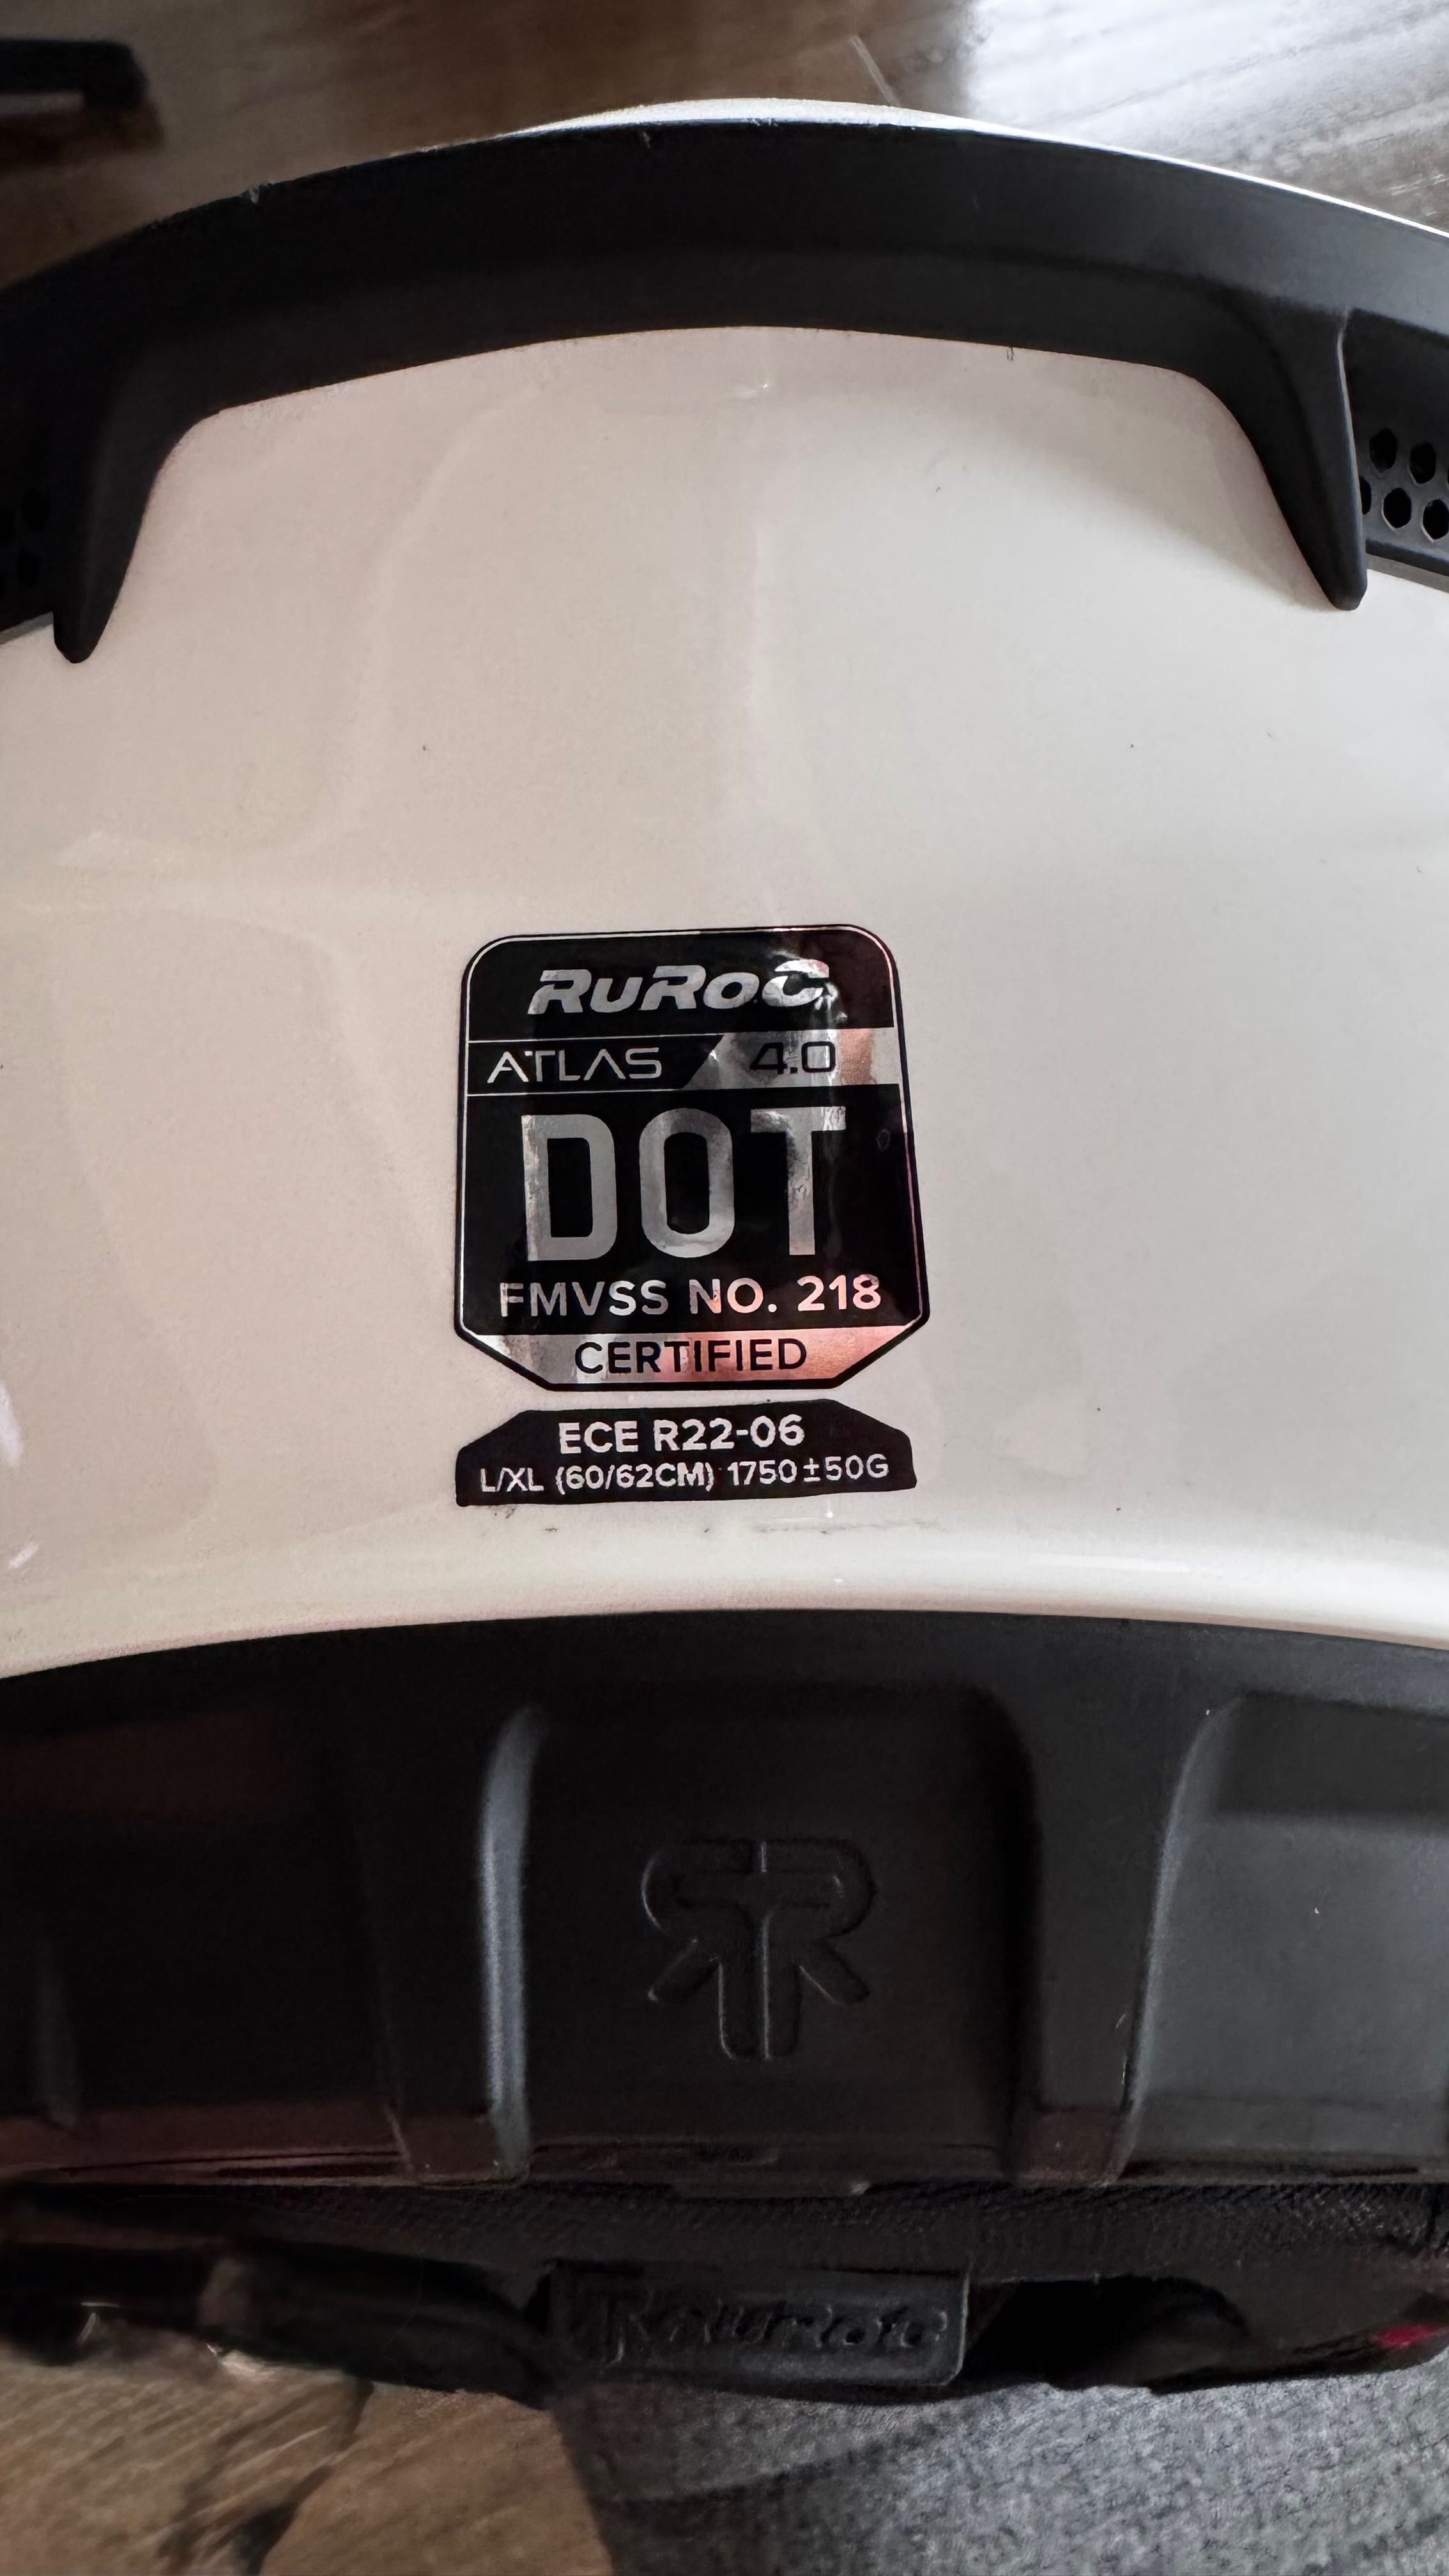 RUROC
ATLAS 4.0
DOT
FMVSS NO. 218
CERTIFIED
ECE R22-06
L/XL (60/62CM) 1750±50G